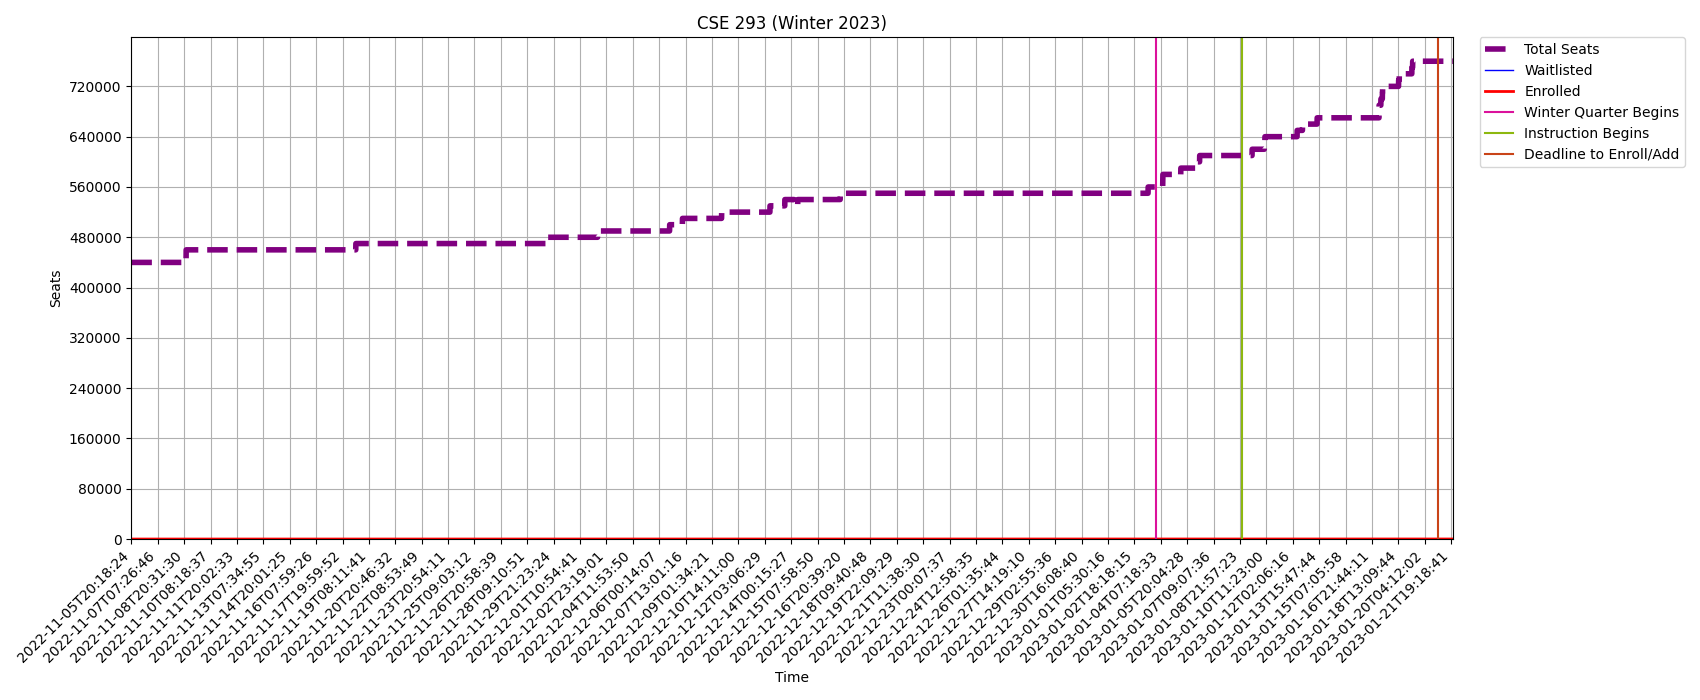 CSE 293 (Winter 2023)
Total Seats
Waitlisted
Enrolled
Winter Quarter Begins
Instruction Begins
Deadline to Enroll/Add
Seats
720000
640000
560000
480000
400000
320000
240000
160000
80000
0
2022-11-05T20:18:24
2022-11-07T07:26:46
2022-11-08T20:31:30
2022-11-10T08:18:37
2022-11-11T20:02:33
2022-11-13T07:34:55
2022-11-14T20:01:25
2022-11-16T07:59:26
2022-11-17T19:59:52
2022-11-19T08:11:41
2022-11-20T20:46:32
2022-11-22T08:53:49
2022-11-23T20:54:11
2022-11-25T09:03:12
2022-11-26T20:58:39
2022-11-28T09:10:51
2022-11-29T21:23:24
2022-12-01T10:54:41
2022-12-02T23:19:01
2022-12-04T11:53:50
2022-12-06T00:14:07
2022-12-07T13:01:16
2022-12-09T01:34:21
2022-12-10T14:11:00
2022-12-12T03:06:29
2022-12-14T00:15:27
2022-12-15T07:58:50
2022-12-16T20:39:20
2022-12-18T09:40:48
2022-12-19T22:09:29
2022-12-21T11:38:30
2022-12-23T00:07:37
2022-12-24T12:58:35
2022-12-26T01:35:44
2022-12-27T14:19:10
2022-12-29T02:55:36
2022-12-30T16:08:40
2023-01-01T05:30:16
2023-01-02T18:18:15
2023-01-04T07:18:33
2023-01-05T20:04:28
2023-01-07T09:07:36
2023-01-08T21:57:23
2023-01-10T11:23:00
2023-01-12T02:06:16
2023-01-13T15:47:44
2023-01-15T07:05:58
2023-01-16T21:44:11
2023-01-18T13:09:44
2023-01-20T04:12:02
2023-01-21T19:18:41
Time